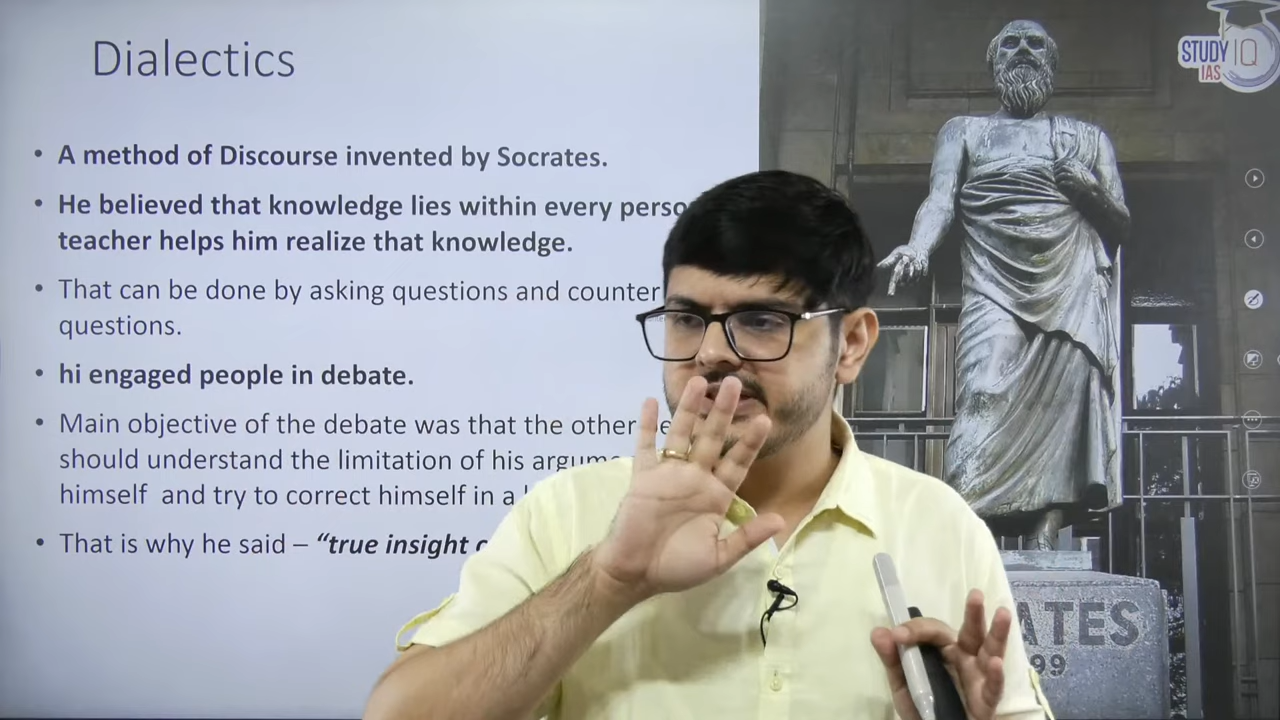 Dialectics
• A method of Discourse invented by Socrates.
• He believed that knowledge lies within every
teacher helps him realize that knowledge.
• That can be done by asking questions and counter
questions.
• hi engaged people in debate.
• Main objective of the debate was that the other
should understand the limitation of his
himself and try to correct himself in a
• That is why he said – “true insight
STUDY IQ
IAS
ATES
99